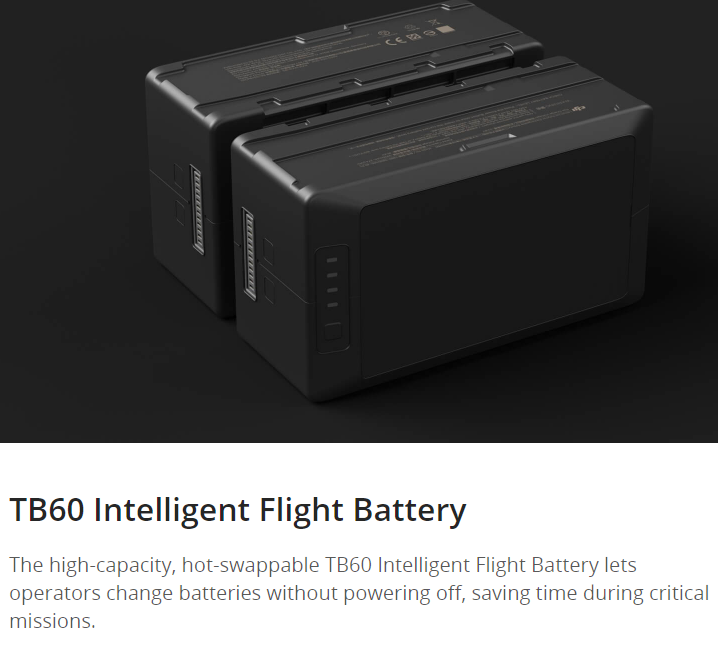 TB60 Intelligent Flight Battery
The high-capacity, hot-swappable TB60 Intelligent Flight Battery lets
operators change batteries without powering off, saving time during critical
missions.